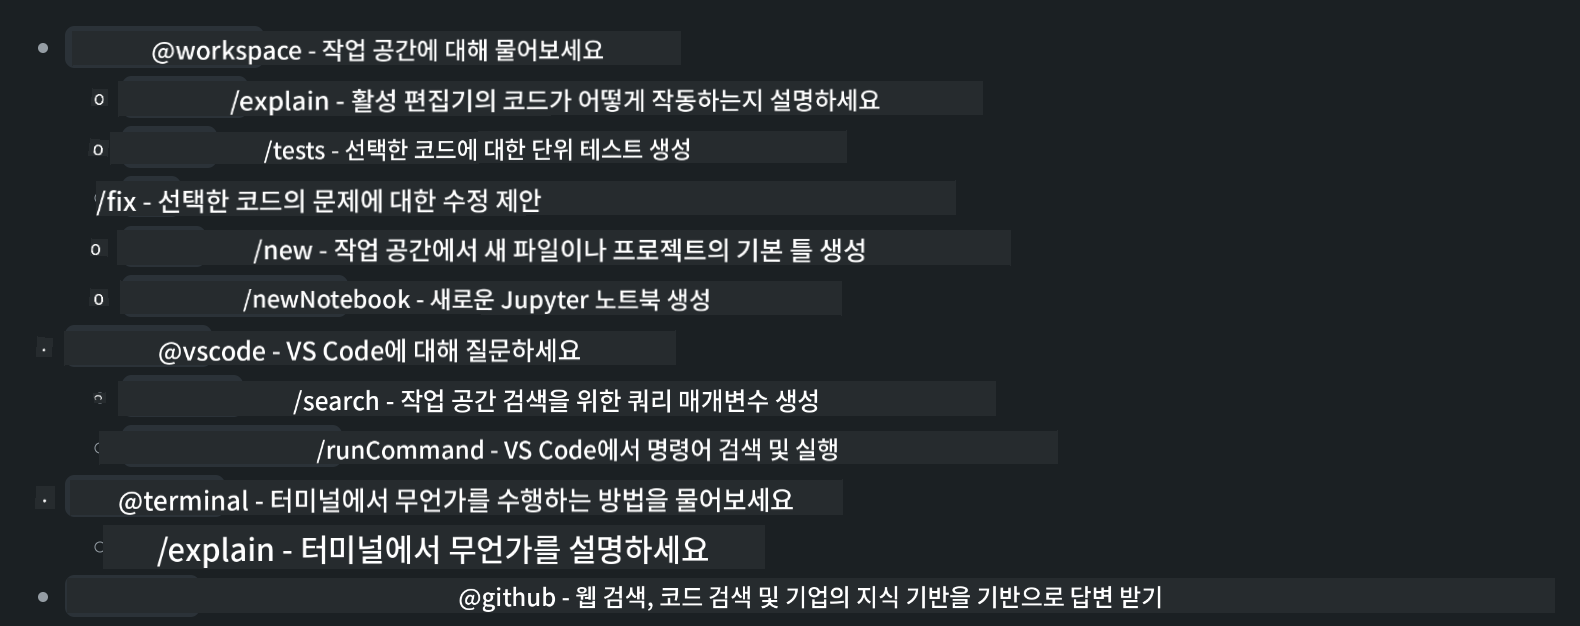 @workspace - 작업 공간에 대해 물어보세요
/explain - 활성 편집기의 코드가 어떻게 작동하는지 설명하세요
/tests - 선택한 코드에 대한 단위 테스트 생성
/fix - 선택한 코드의 문제에 대한 수정 제안
/new - 작업 공간에서 새 파일이나 프로젝트의 기본 틀 생성
/newNotebook - 새로운 Jupyter 노트북 생성
@vscode - VS Code에 대해 질문하세요
/search - 작업 공간 검색을 위한 쿼리 매개변수 생성
/runCommand - VS Code에서 명령어 검색 및 실행
@terminal - 터미널에서 무언가를 수행하는 방법을 물어보세요
/explain - 터미널에서 무언가를 설명하세요
@github - 웹 검색, 코드 검색 및 기업의 지식 기반을 기반으로 답변 받기